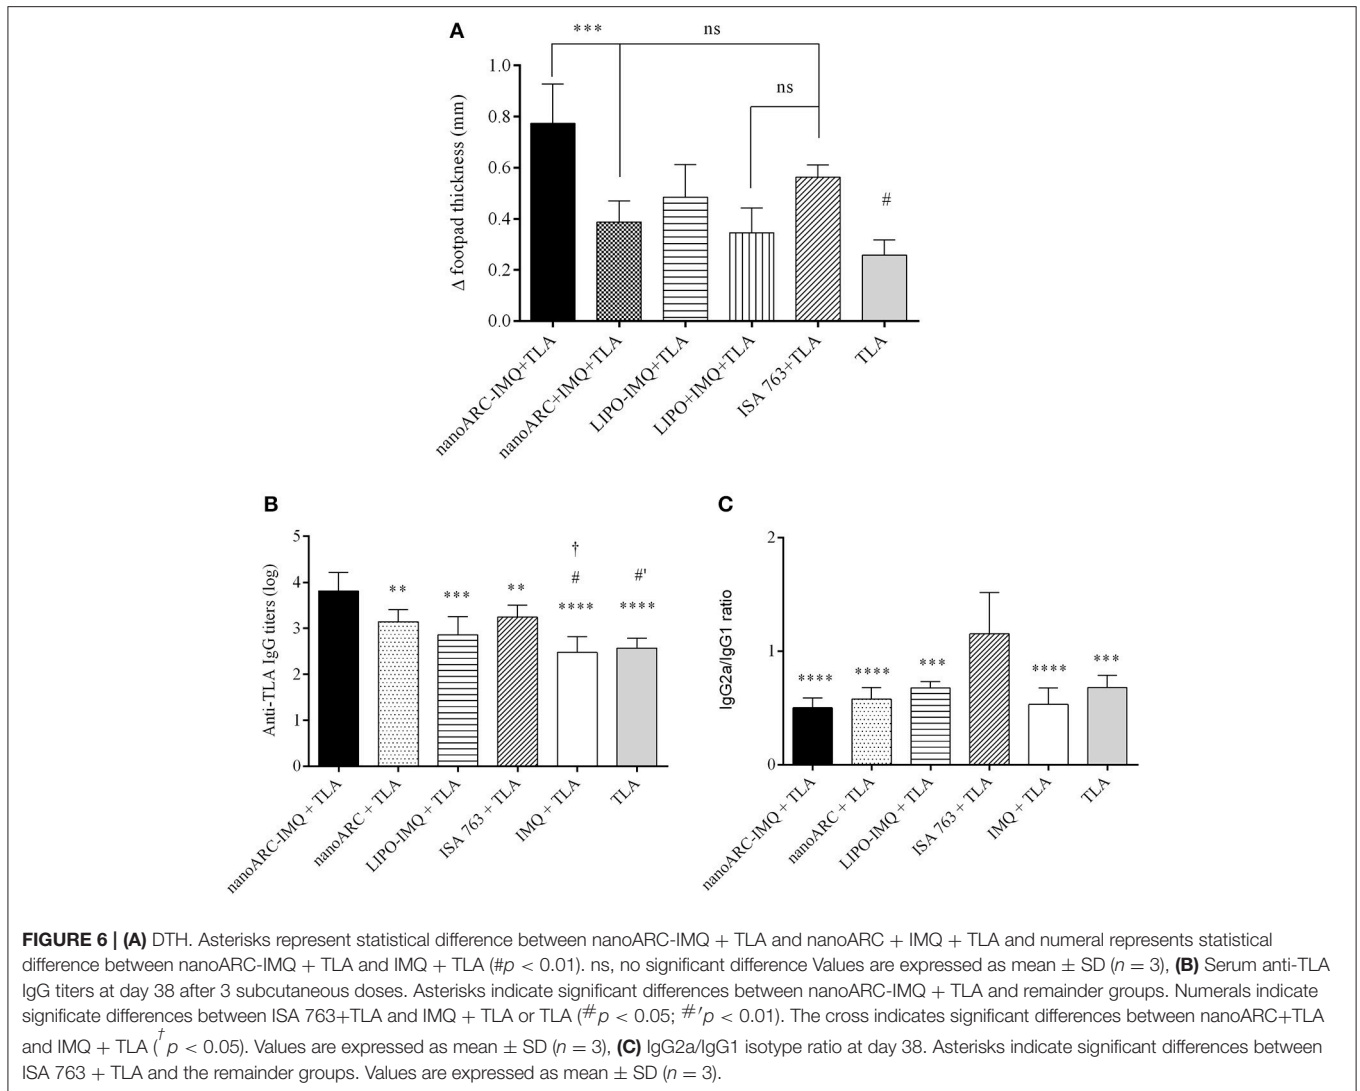 A
***
ns
ns
#
Δ footpad thickness (mm)
1.0
0.8
0.6
0.4
0.2
0.0
nanoARC-IMQ+TLA
nanoARC+IMQ+TLA
LIPO-IMQ+TLA
LIPO+IMQ+TLA
ISA 763+TLA
TLA
B
Anti-TLA IgG titers (log)
5
4
3
2
1
0
**
***
**
†
#
****
#'
****
nanoARC-IMQ + TLA
nanoARC + TLA
LIPO-IMQ + TLA
ISA 763 + TLA
IMQ + TLA
TLA
C
IgG2a/IgG1 ratio
2
1
0
****
****
***
****
***
nanoARC-IMQ + TLA
nanoARC + TLA
LIPO-IMQ + TLA
ISA 763 + TLA
IMQ + TLA
TLA
FIGURE 6 | (A) DTH. Asterisks represent statistical difference between nanoARC-IMQ + TLA and nanoARC + IMQ + TLA and numeral represents statistical
difference between nanoARC-IMQ + TLA and IMQ + TLA (#p < 0.01). ns, no significant difference Values are expressed as mean ± SD (n = 3), (B) Serum anti-TLA
IgG titers at day 38 after 3 subcutaneous doses. Asterisks indicate significant differences between nanoARC-IMQ + TLA and remainder groups. Numerals indicate
significate differences between ISA 763+TLA and IMQ + TLA or TLA (#p < 0.05; #'p < 0.01). The cross indicates significant differences between nanoARC+TLA
and IMQ + TLA (†p < 0.05). Values are expressed as mean ± SD (n = 3), (C) IgG2a/IgG1 isotype ratio at day 38. Asterisks indicate significant differences between
ISA 763 + TLA and the remainder groups. Values are expressed as mean ± SD (n = 3).